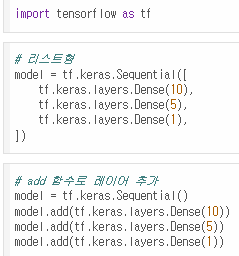 import tensorflow as tf
# 리스트형
model = tf.keras.Sequential([
    tf.keras.layers.Dense(10),
    tf.keras.layers.Dense(5),
    tf.keras.layers.Dense(1),
])
# add 함수로 레이어 추가
model = tf.keras.Sequential()
model.add(tf.keras.layers.Dense(10))
model.add(tf.keras.layers.Dense(5))
model.add(tf.keras.layers.Dense(1))